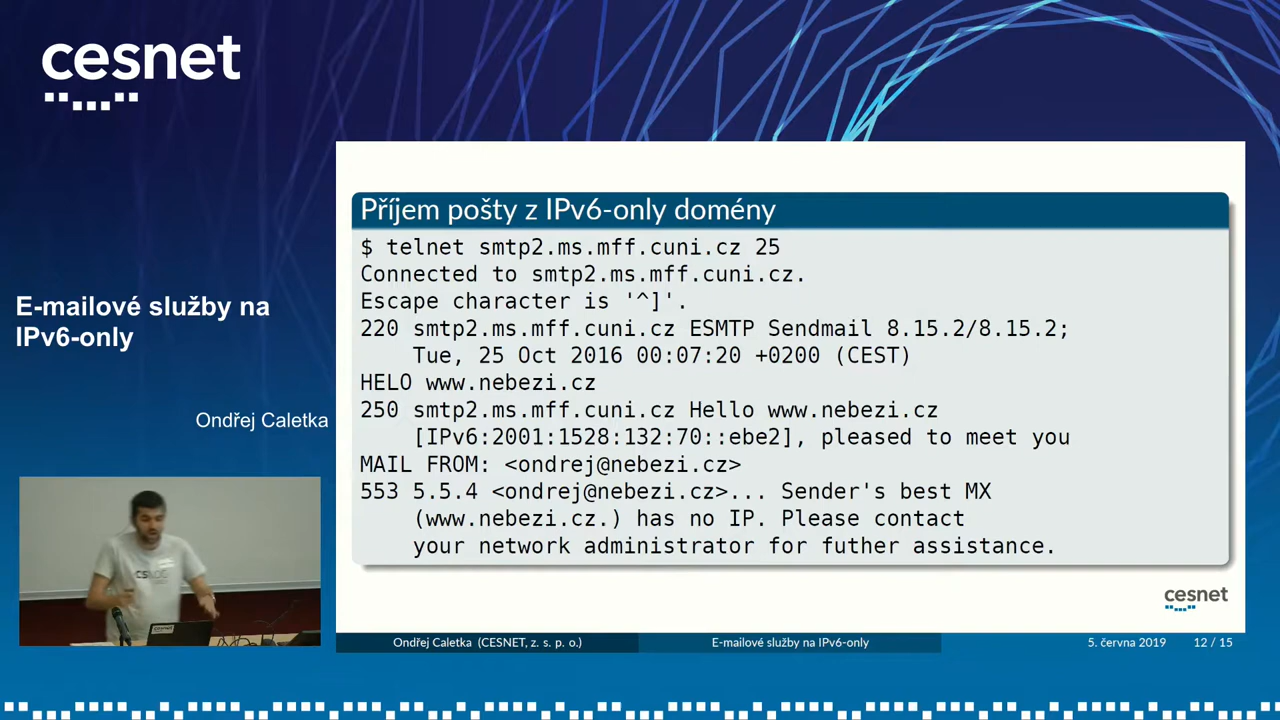 cesnet
E-mailové služby na
IPv6-only
Ondřej Caletka
Příjem pošty z IPv6-only domény
$ telnet smtp2.ms.mff.cuni.cz 25
Connected to smtp2.ms.mff.cuni.cz.
Escape character is '^]'.
220 smtp2.ms.mff.cuni.cz ESMTP Sendmail 8.15.2/8.15.2;
Tue, 25 Oct 2016 00:07:20 +0200 (CEST)
HELO www.nebezi.cz
250 smtp2.ms.mff.cuni.cz Hello www.nebezi.cz
[IPv6:2001:1528:132:70::ebe2], pleased to meet you
MAIL FROM: <ondrej@nebezi.cz>
553 5.5.4 <ondrej@nebezi.cz>... Sender's best MX
(www.nebezi.cz.) has no IP. Please contact
your network administrator for futher assistance.
cesnet
Ondřej Caletka (CESNET, z. s. p. o.)
E-mailové služby na IPv6-only
5. června 2019
12 / 15